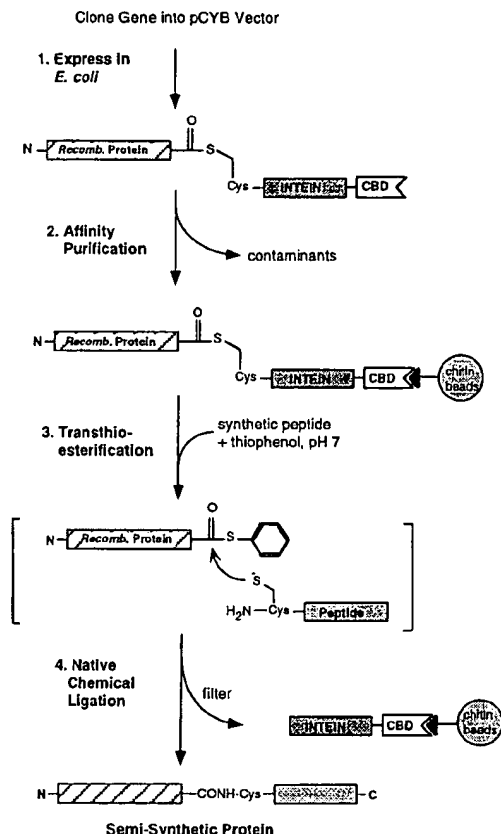 Clone Gene into pCYB Vector
1. Express in
E. coli
O
N
Recomb. Protein
S
Cys
INTEIN
CBD
2. Affinity
Purification
contaminants
O
N
Recomb. Protein
S
Cys
INTEIN
CBD
chitin
beads
3. Transthio-
esterification
synthetic peptide
+ thiophenol, pH 7
O
N
Recomb. Protein
S
-S
H2N
Cys
Peptide
4. Native
Chemical
Ligation
filter
INTEIN
CBD
chitin
beads
N
CONH-Cys
C
Semi-Synthetic Protein